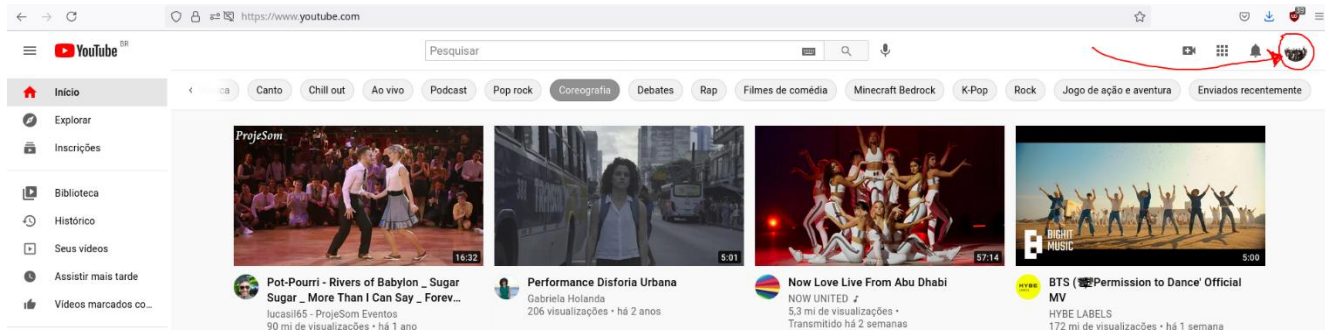 https://www.youtube.com
YouTube BR
Pesquisar
Início
Canto
Chill out
Ao vivo
Podcast
Pop rock
Coreografia
Debates
Rap
Filmes de comédia
Minecraft Bedrock
K-Pop
Rock
Jogo de ação e aventura
Enviados recentemente
Explorar
Inscrições
Biblioteca
Histórico
Seus vídeos
Assistir mais tarde
Vídeos marcados co...
ProjeSom
16:32
Pot-Pourri - Rivers of Babylon _ Sugar
Sugar _ More Than I Can Say _ Forev...
lucasil65 - ProjeSom Eventos
90 mi de visualizações • há 1 ano
5:01
Performance Disforia Urbana
Gabriela Holanda
206 visualizações • há 2 anos
57:14
Now Love Live From Abu Dhabi
NOW UNITED
5,3 mi de visualizações •
Transmitido há 2 semanas
BIGHIT
MUSIC
5:00
BTS ( Permission to Dance' Official
MV
HYBE LABELS
172 mi de visualizações • há 1 semana